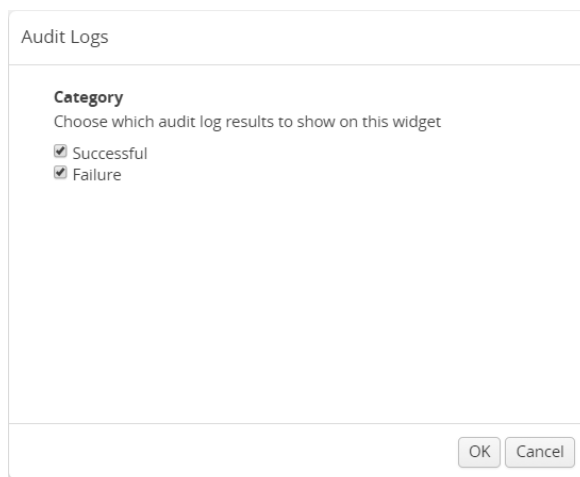 Audit Logs
Category
Choose which audit log results to show on this widget
Successful
Failure
OK Cancel